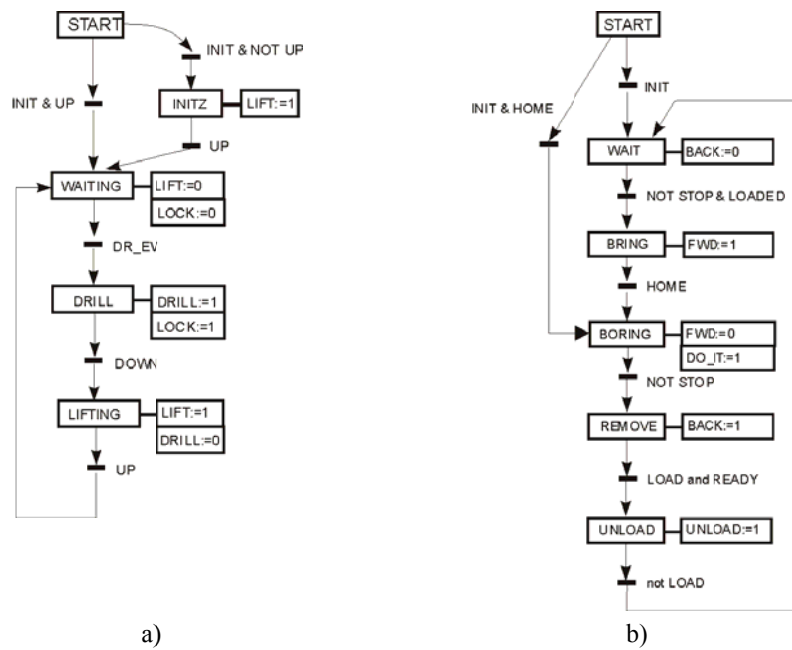 START
INIT & NOT UP
INIT & UP
INITZ
LIFT:=1
UP
WAITING
LIFT:=0
LOCK:=0
DR_EV
DRILL
DRILL:=1
LOCK:=1
DOWN
LIFTING
LIFT:=1
DRILL:=0
UP
a)
START
INIT
INIT & HOME
WAIT
BACK:=0
NOT STOP & LOADED
BRING
FWD:=1
HOME
BORING
FWD:=0
DO_IT:=1
NOT STOP
REMOVE
BACK:=1
LOAD and READY
UNLOAD
UNLOAD:=1
not LOAD
b)